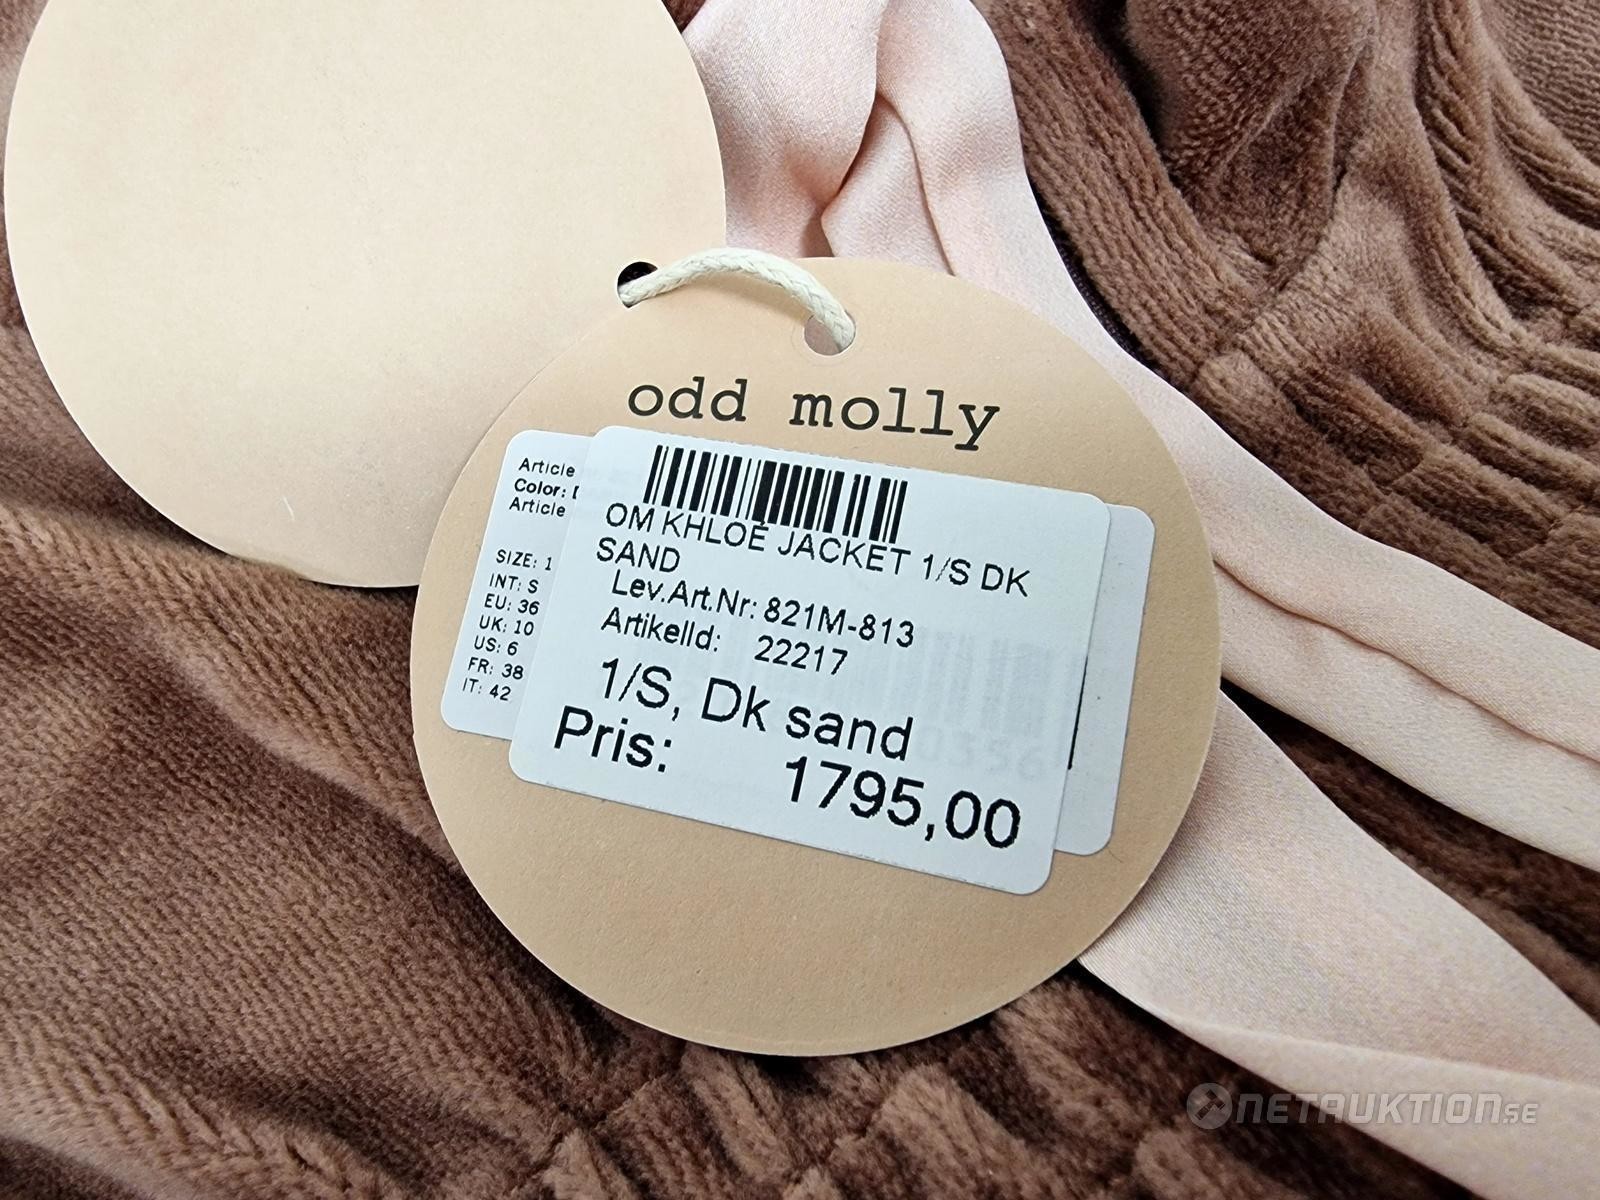 odd molly
Article
Color:
Article
SIZE: 1
INT: S
EU: 36
UK: 10
US: 6
FR: 38
IT: 42
OM KHLOÉ JACKET 1/S DK
SAND
Lev.Art.Nr: 821M-813
ArtikelId: 22217
1/S, Dk sand
Pris: 1795,00
NETAUKTION.SE